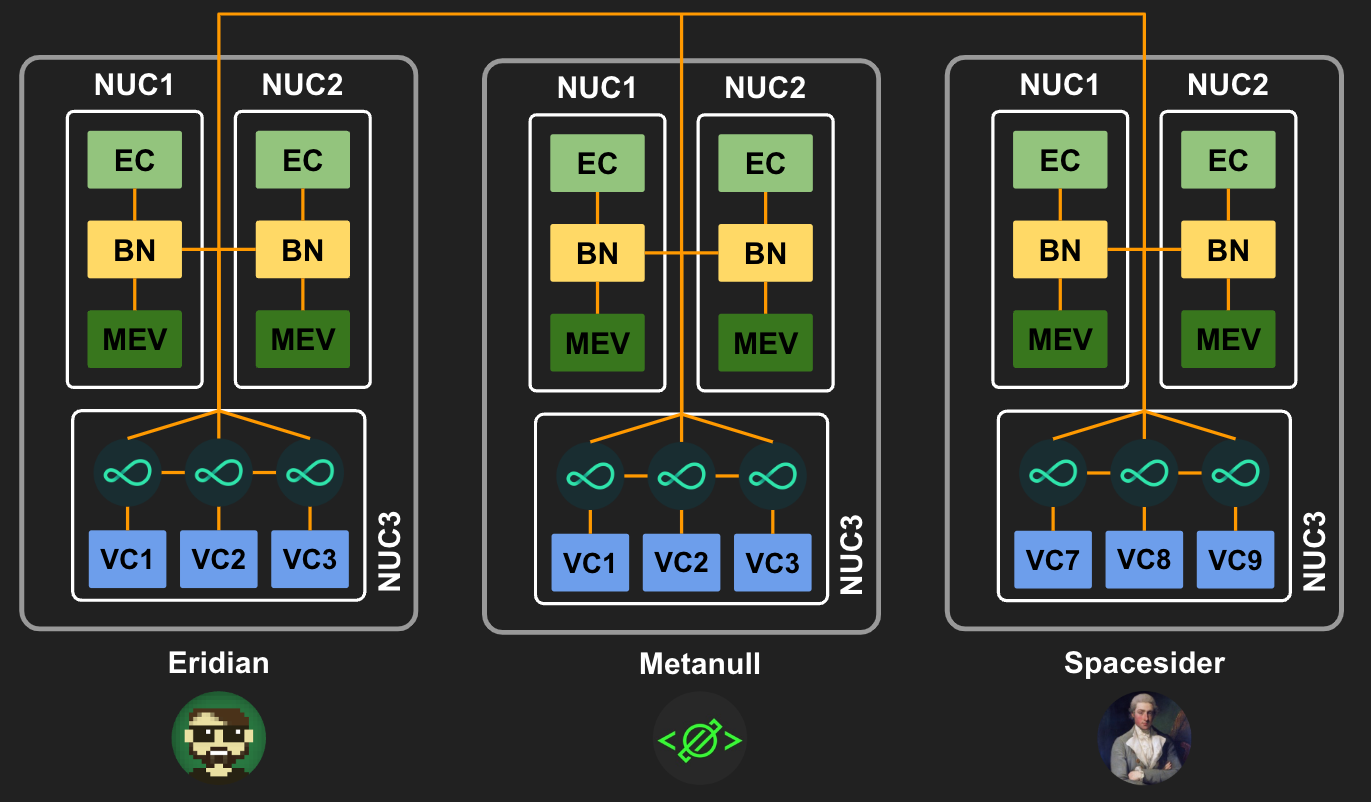 NUC1 NUC2
EC EC
BN BN
MEV MEV
VC1 VC2 VC3
NUC3
Eridian
NUC1 NUC2
EC EC
BN BN
MEV MEV
VC1 VC2 VC3
NUC3
Metanull
NUC1 NUC2
EC EC
BN BN
MEV MEV
VC7 VC8 VC9
NUC3
Spacesider